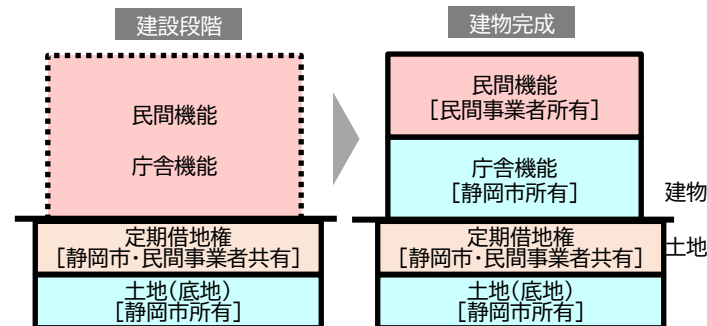 建設段階
民間機能
庁舎機能
定期借地権
[静岡市・民間事業者共有]
土地(底地)
[静岡市所有]
建物完成
民間機能
[民間事業者所有]
庁舎機能
[静岡市所有]
建物
定期借地権
[静岡市・民間事業者共有]
土地
土地(底地)
[静岡市所有]